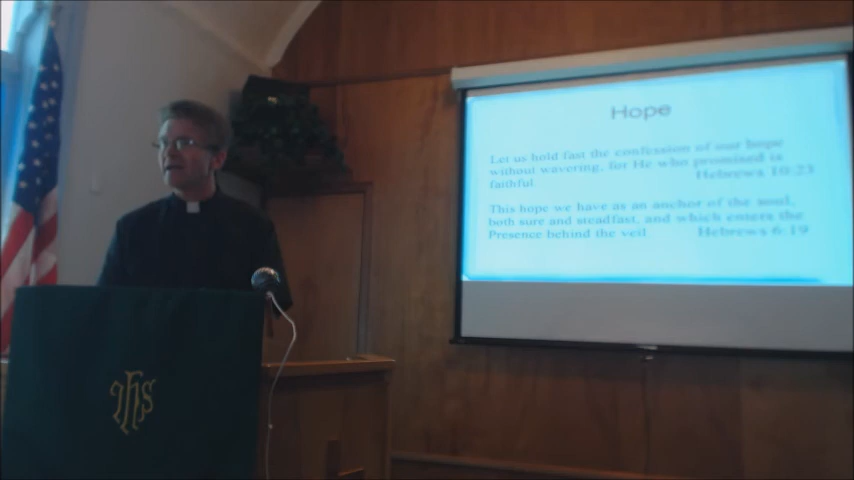 Hope
Let us hold fast the confession of our hope
without wavering, for He who promised is
faithful. Hebrews 10:23
This hope we have as an anchor of the soul,
both sure and steadfast, and which enters the
Presence behind the veil. Hebrews 6:19
IHS